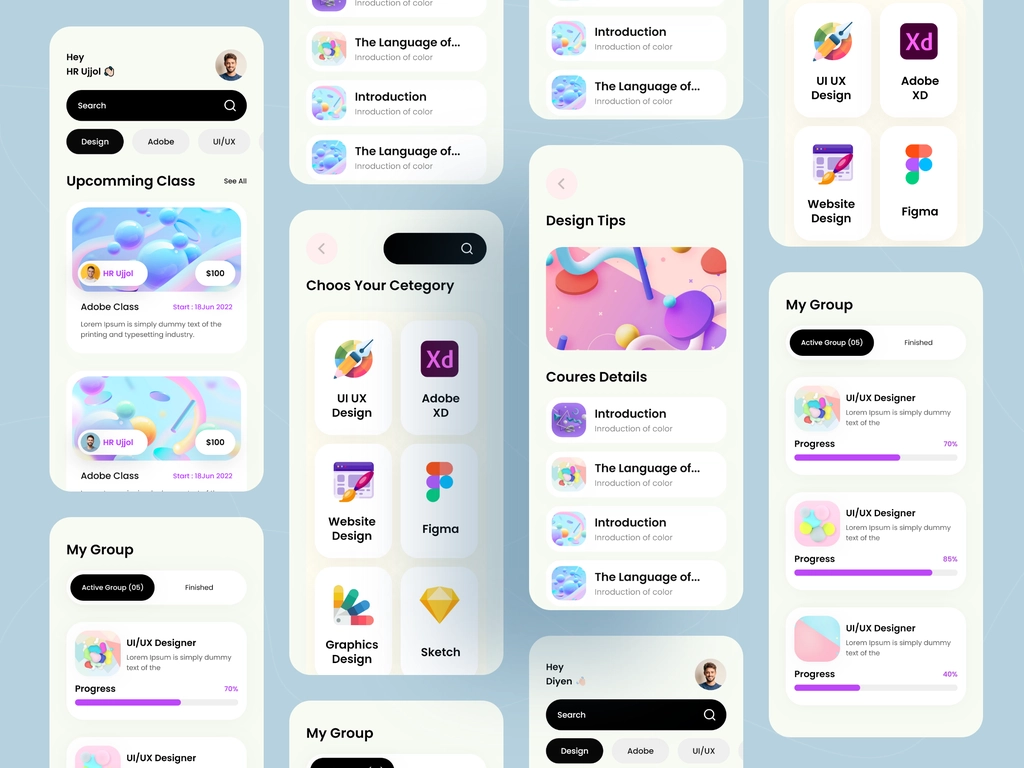 Hey
HR Ujjol
Search
Design
Adobe
UI/UX
Upcomming Class
See All
HR Ujjol
$100
Adobe Class
Start : 18Jun 2022
Lorem Ipsum is simply dummy text of the
printing and typesetting industry.
HR Ujjol
$100
Adobe Class
Start : 18Jun 2022
My Group
Active Group (05)
Finished
UI/UX Designer
Lorem Ipsum is simply dummy
text of the
Progress
70%
UI/UX Designer
Inroduction of color
The Language of...
Inroduction of color
Introduction
Inroduction of color
The Language of...
Inroduction of color
Choos Your Cetegory
UI UX
Design
Adobe
XD
Website
Design
Figma
Graphics
Design
Sketch
My Group
Introduction
Inroduction of color
The Language of...
Inroduction of color
Design Tips
Coures Details
Introduction
Inroduction of color
The Language of...
Inroduction of color
Introduction
Inroduction of color
The Language of...
Inroduction of color
Hey
Diyen
Search
Design
Adobe
UI/UX
UI UX
Design
Adobe
XD
Website
Design
Figma
My Group
Active Group (05)
Finished
UI/UX Designer
Lorem Ipsum is simply dummy
text of the
Progress
70%
UI/UX Designer
Lorem Ipsum is simply dummy
text of the
Progress
85%
UI/UX Designer
Lorem Ipsum is simply dummy
text of the
Progress
40%